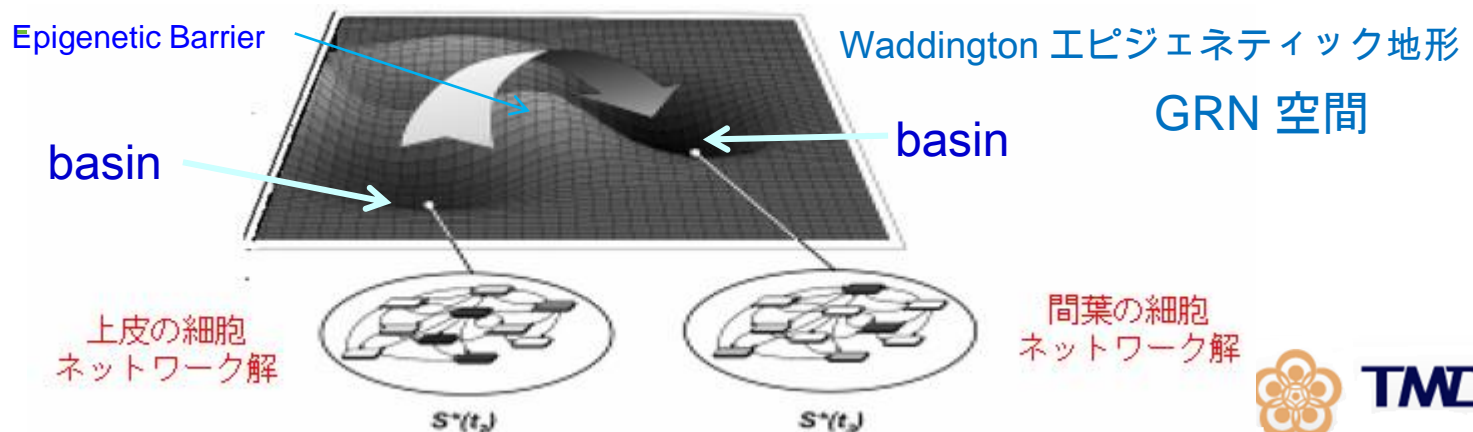 Epigenetic Barrier
Waddington エピジェネティック地形
GRN 空間
basin
basin
上皮の細胞
ネットワーク解
間葉の細胞
ネットワーク解